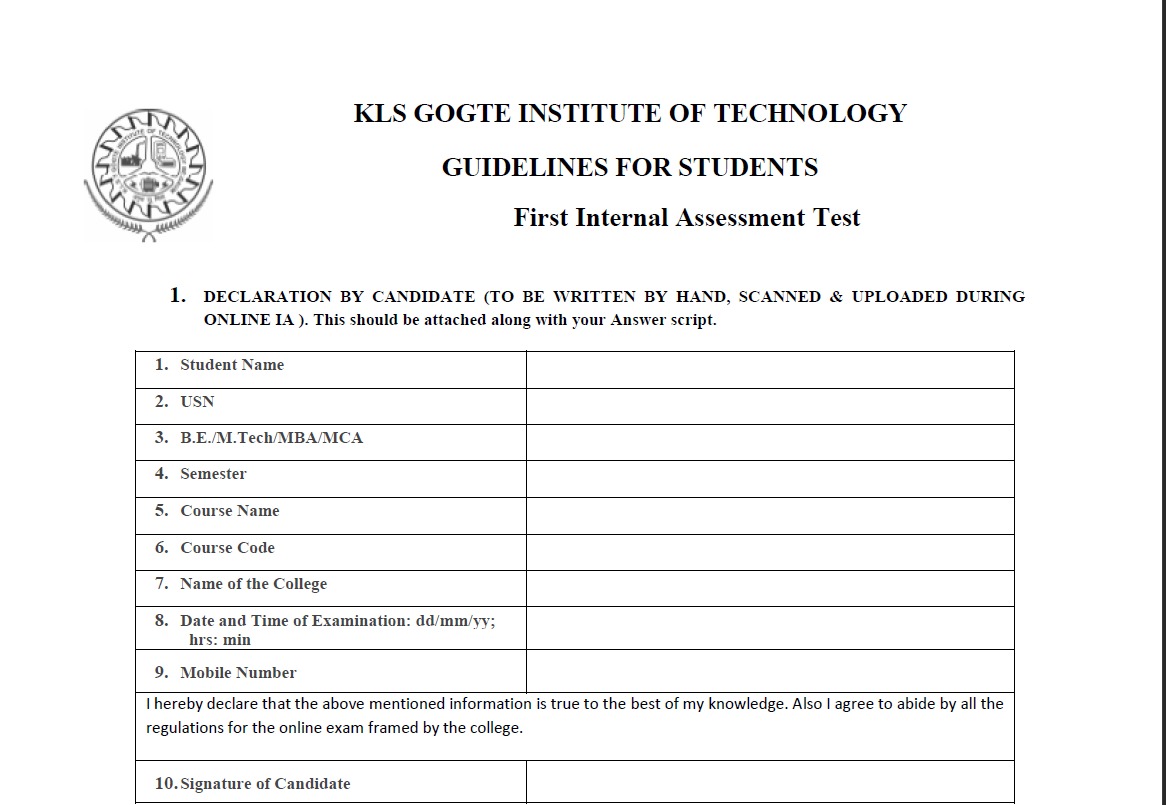 KLS GOGTE INSTITUTE OF TECHNOLOGY
GUIDELINES FOR STUDENTS
First Internal Assessment Test
1. DECLARATION BY CANDIDATE (TO BE WRITTEN BY HAND, SCANNED & UPLOADED DURING
ONLINE IA ). This should be attached along with your Answer script.
1. Student Name
2. USN
3. B.E./M.Tech/MBA/MCA
4. Semester
5. Course Name
6. Course Code
7. Name of the College
8. Date and Time of Examination: dd/mm/yy;
hrs: min
9. Mobile Number
I hereby declare that the above mentioned information is true to the best of my knowledge. Also I agree to abide by all the
regulations for the online exam framed by the college.
10. Signature of Candidate